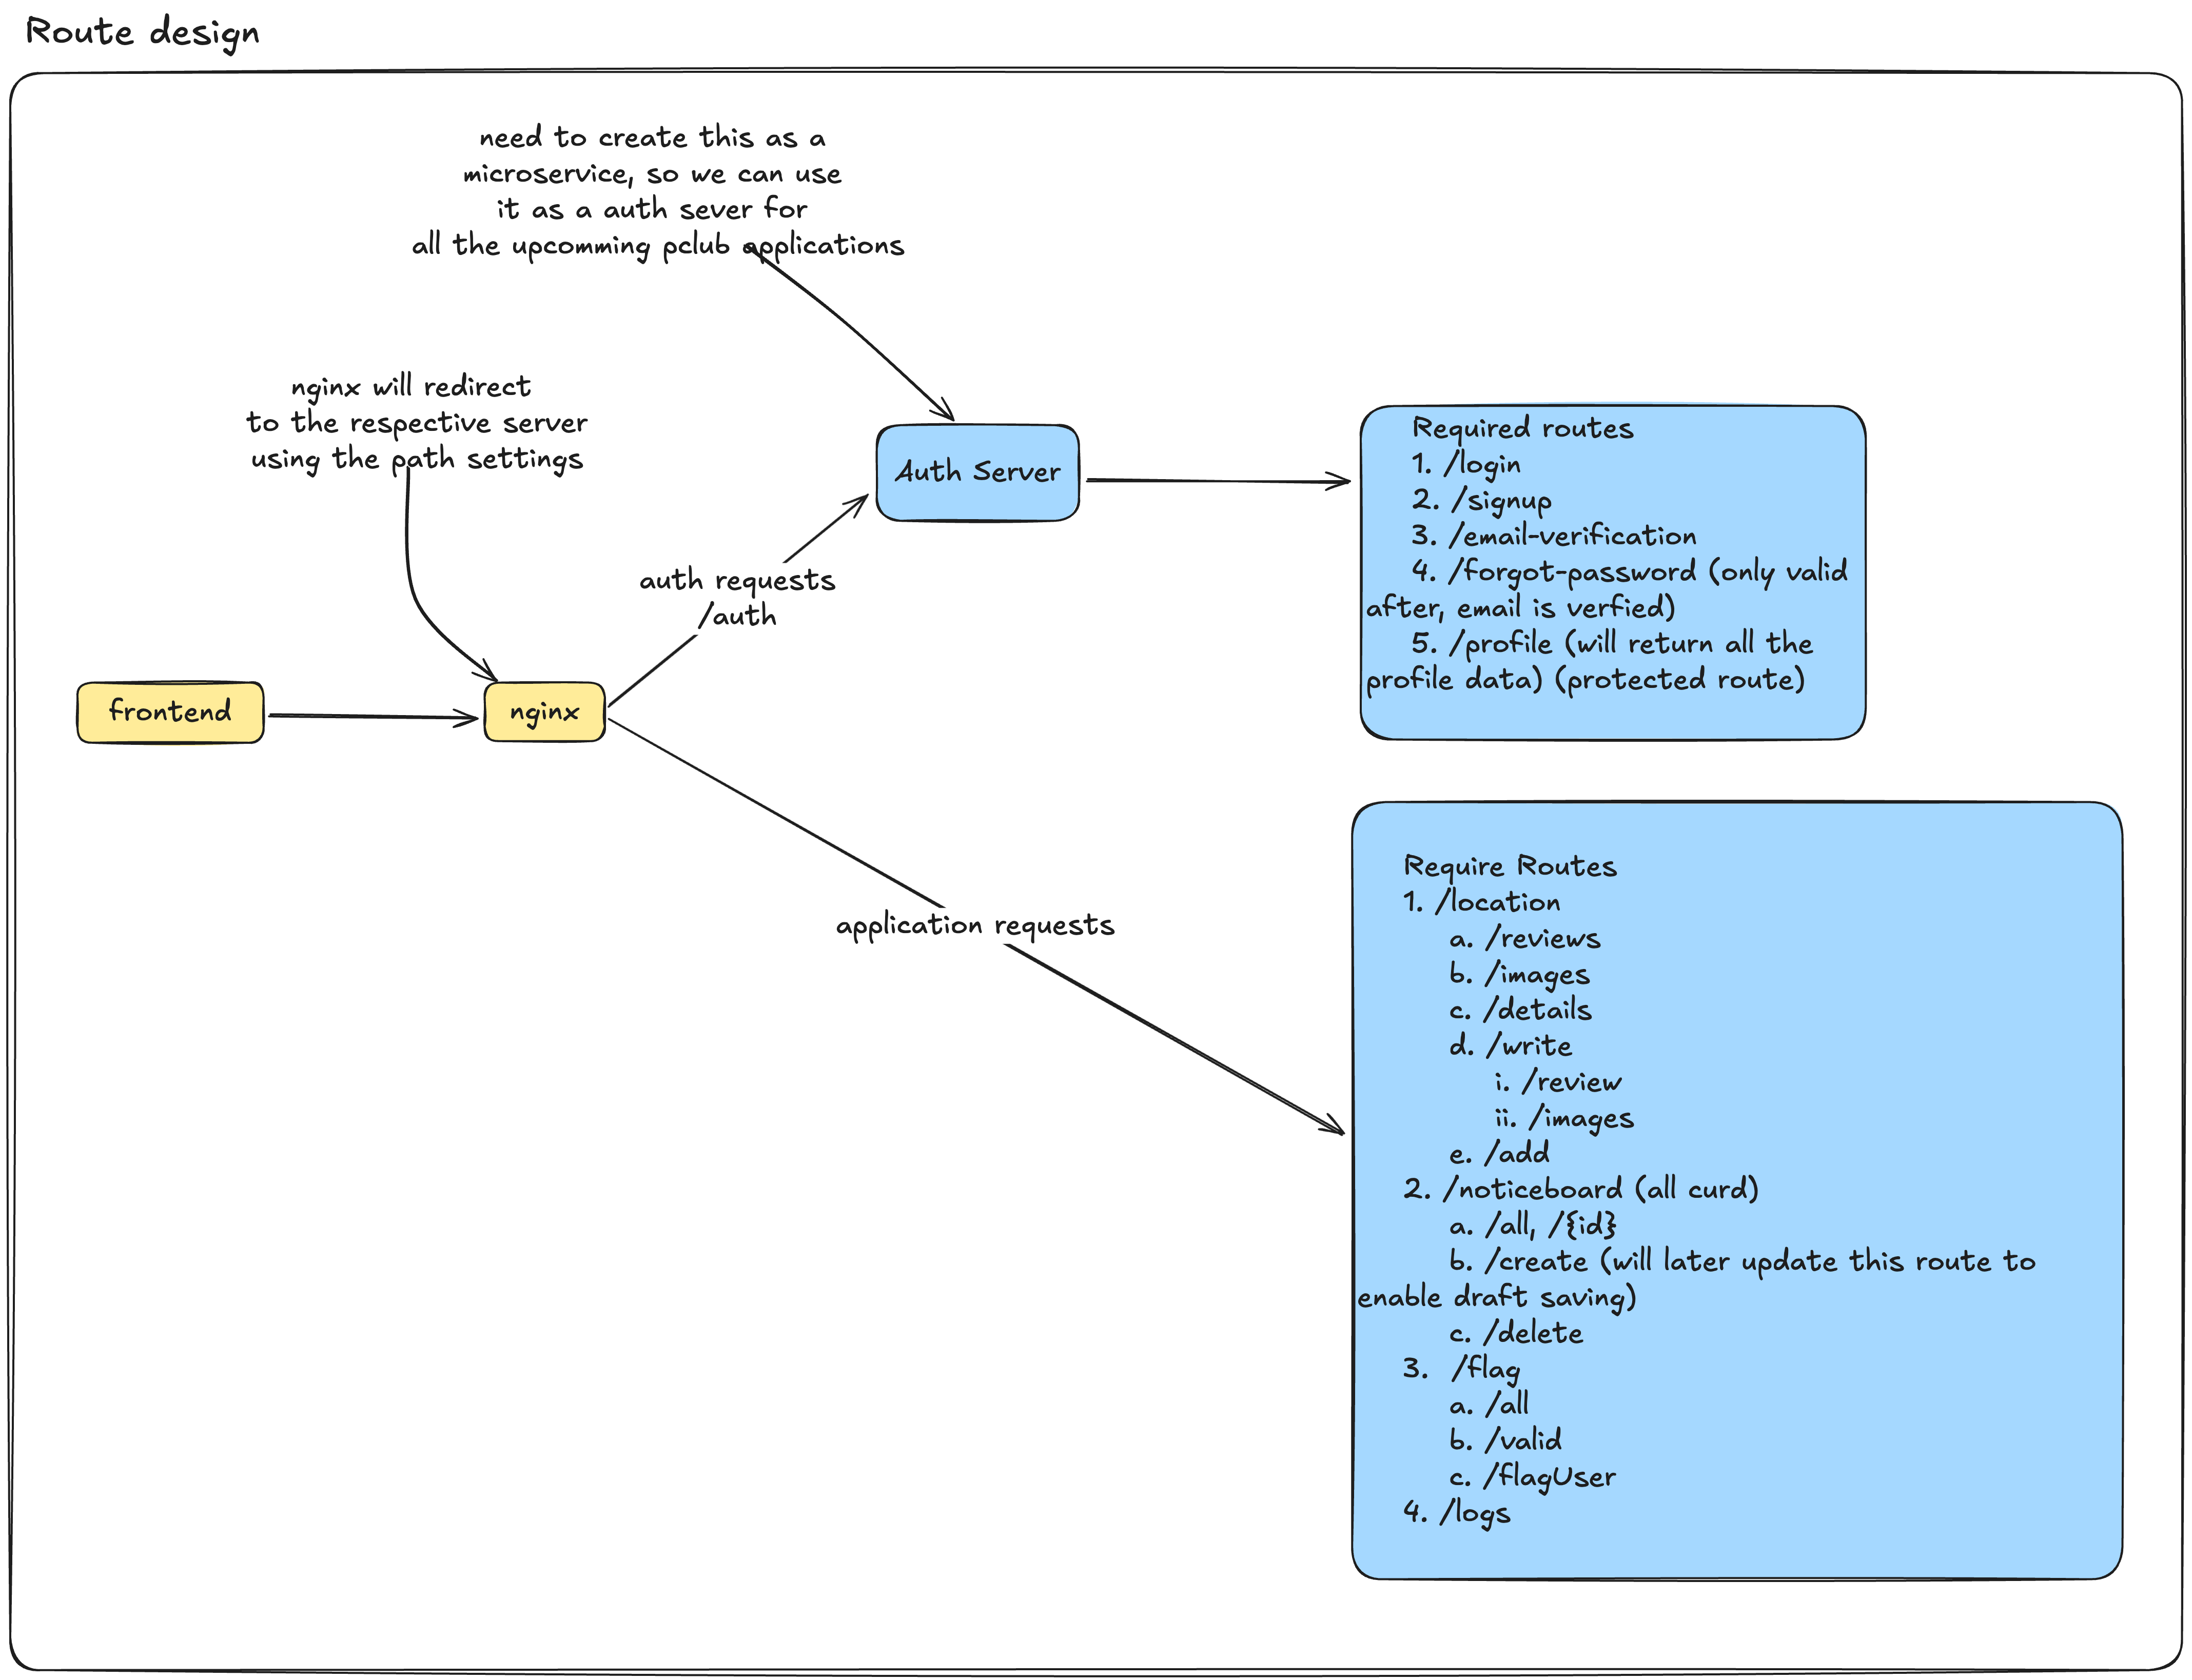 Route design
need to create this as a
microservice, so we can use
it as a auth sever for
all the upcomming pclub applications
nginx will redirect
to the respective server
using the path settings
Auth Server
auth requests
/auth
frontend
nginx
application requests
Required routes
1. /login
2. /signup
3. /email-verification
4. /forgot-password (only valid
after, email is verfied)
5. /profile (will return all the
profile data) (protected route)
Require Routes
1. /location
a. /reviews
b. /images
c. /details
d. /write
i. /review
ii. /images
e. /add
2. /noticeboard (all curd)
a. /all, /{id}
b. /create (will later update this route to
enable draft saving)
c. /delete
3. /flag
a. /all
b. /valid
c. /flagUser
4. /logs